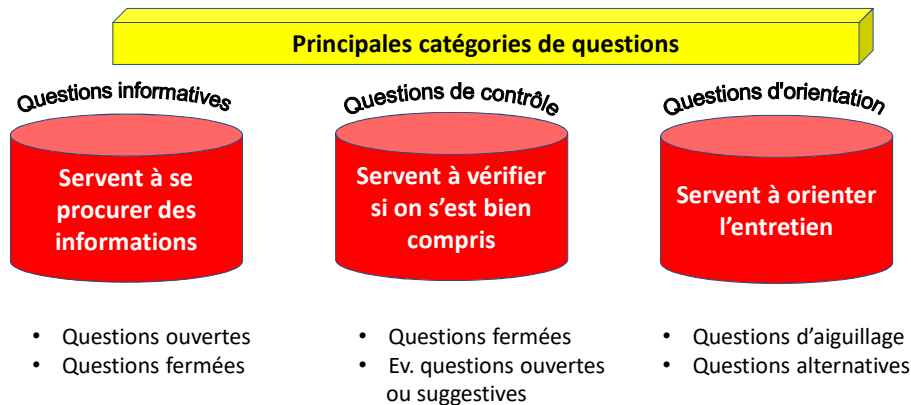 Principales catégories de questions
Questions informatives
Servent à se
procurer des
informations
• Questions ouvertes
• Questions fermées
Questions de contrôle
Servent à vérifier
si on s’est bien
compris
• Questions fermées
• Ev. questions ouvertes
ou suggestives
Questions d'orientation
Servent à orienter
l’entretien
• Questions d’aiguillage
• Questions alternatives